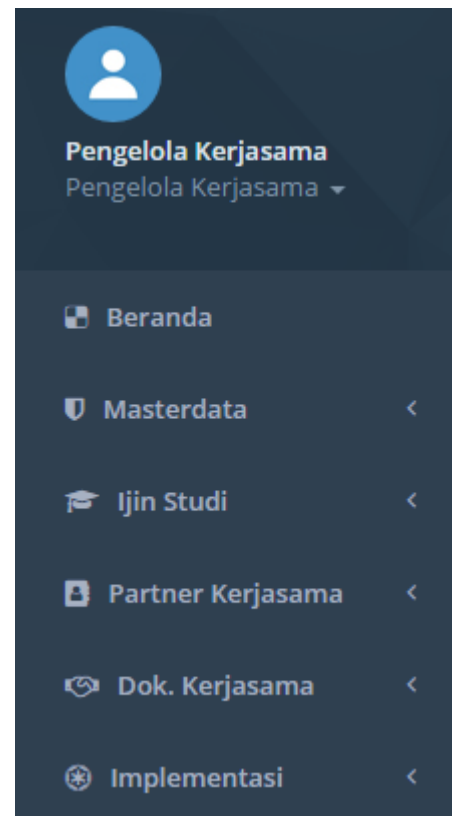 Pengelola Kerjasama
Pengelola Kerjasama
Beranda
Masterdata
Ijin Studi
Partner Kerjasama
Dok. Kerjasama
Implementasi